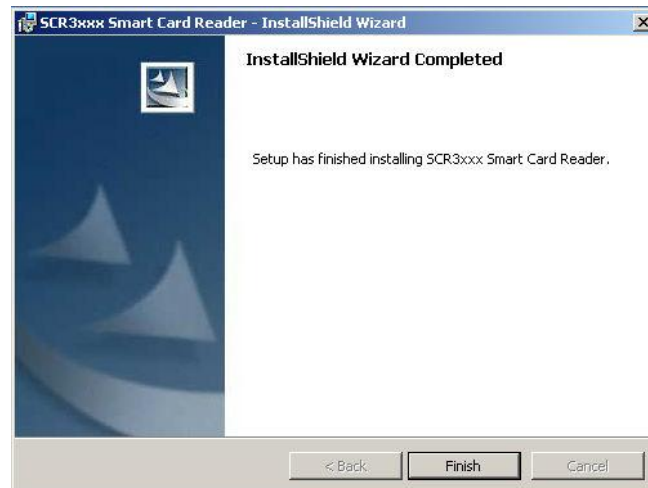 SCR3xxx Smart Card Reader - InstallShield Wizard
InstallShield Wizard Completed
Setup has finished installing SCR3xxx Smart Card Reader.
< Back
Finish
Cancel